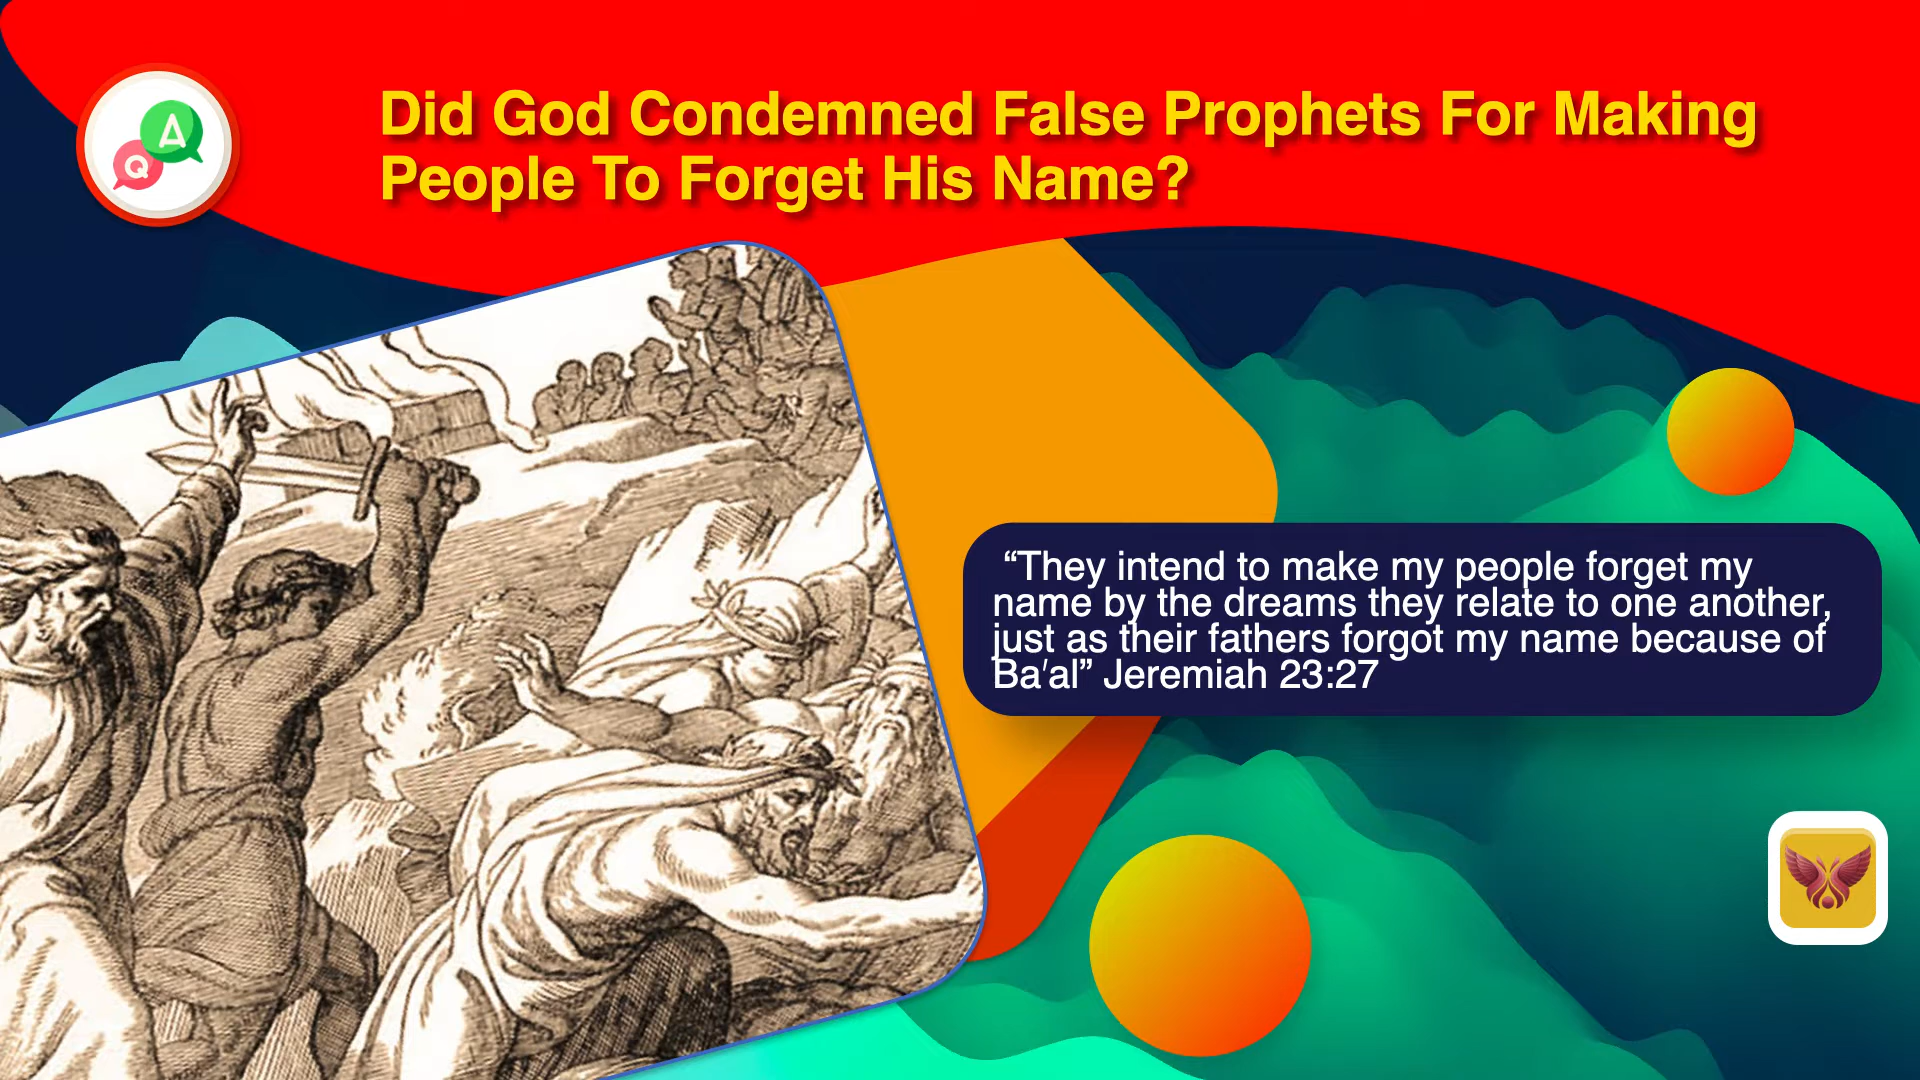 A
Q
Did God Condemned False Prophets For Making
People To Forget His Name?
“They intend to make my people forget my
name by the dreams they relate to one another,
just as their fathers forgot my name because of
Baʹal” Jeremiah 23:27